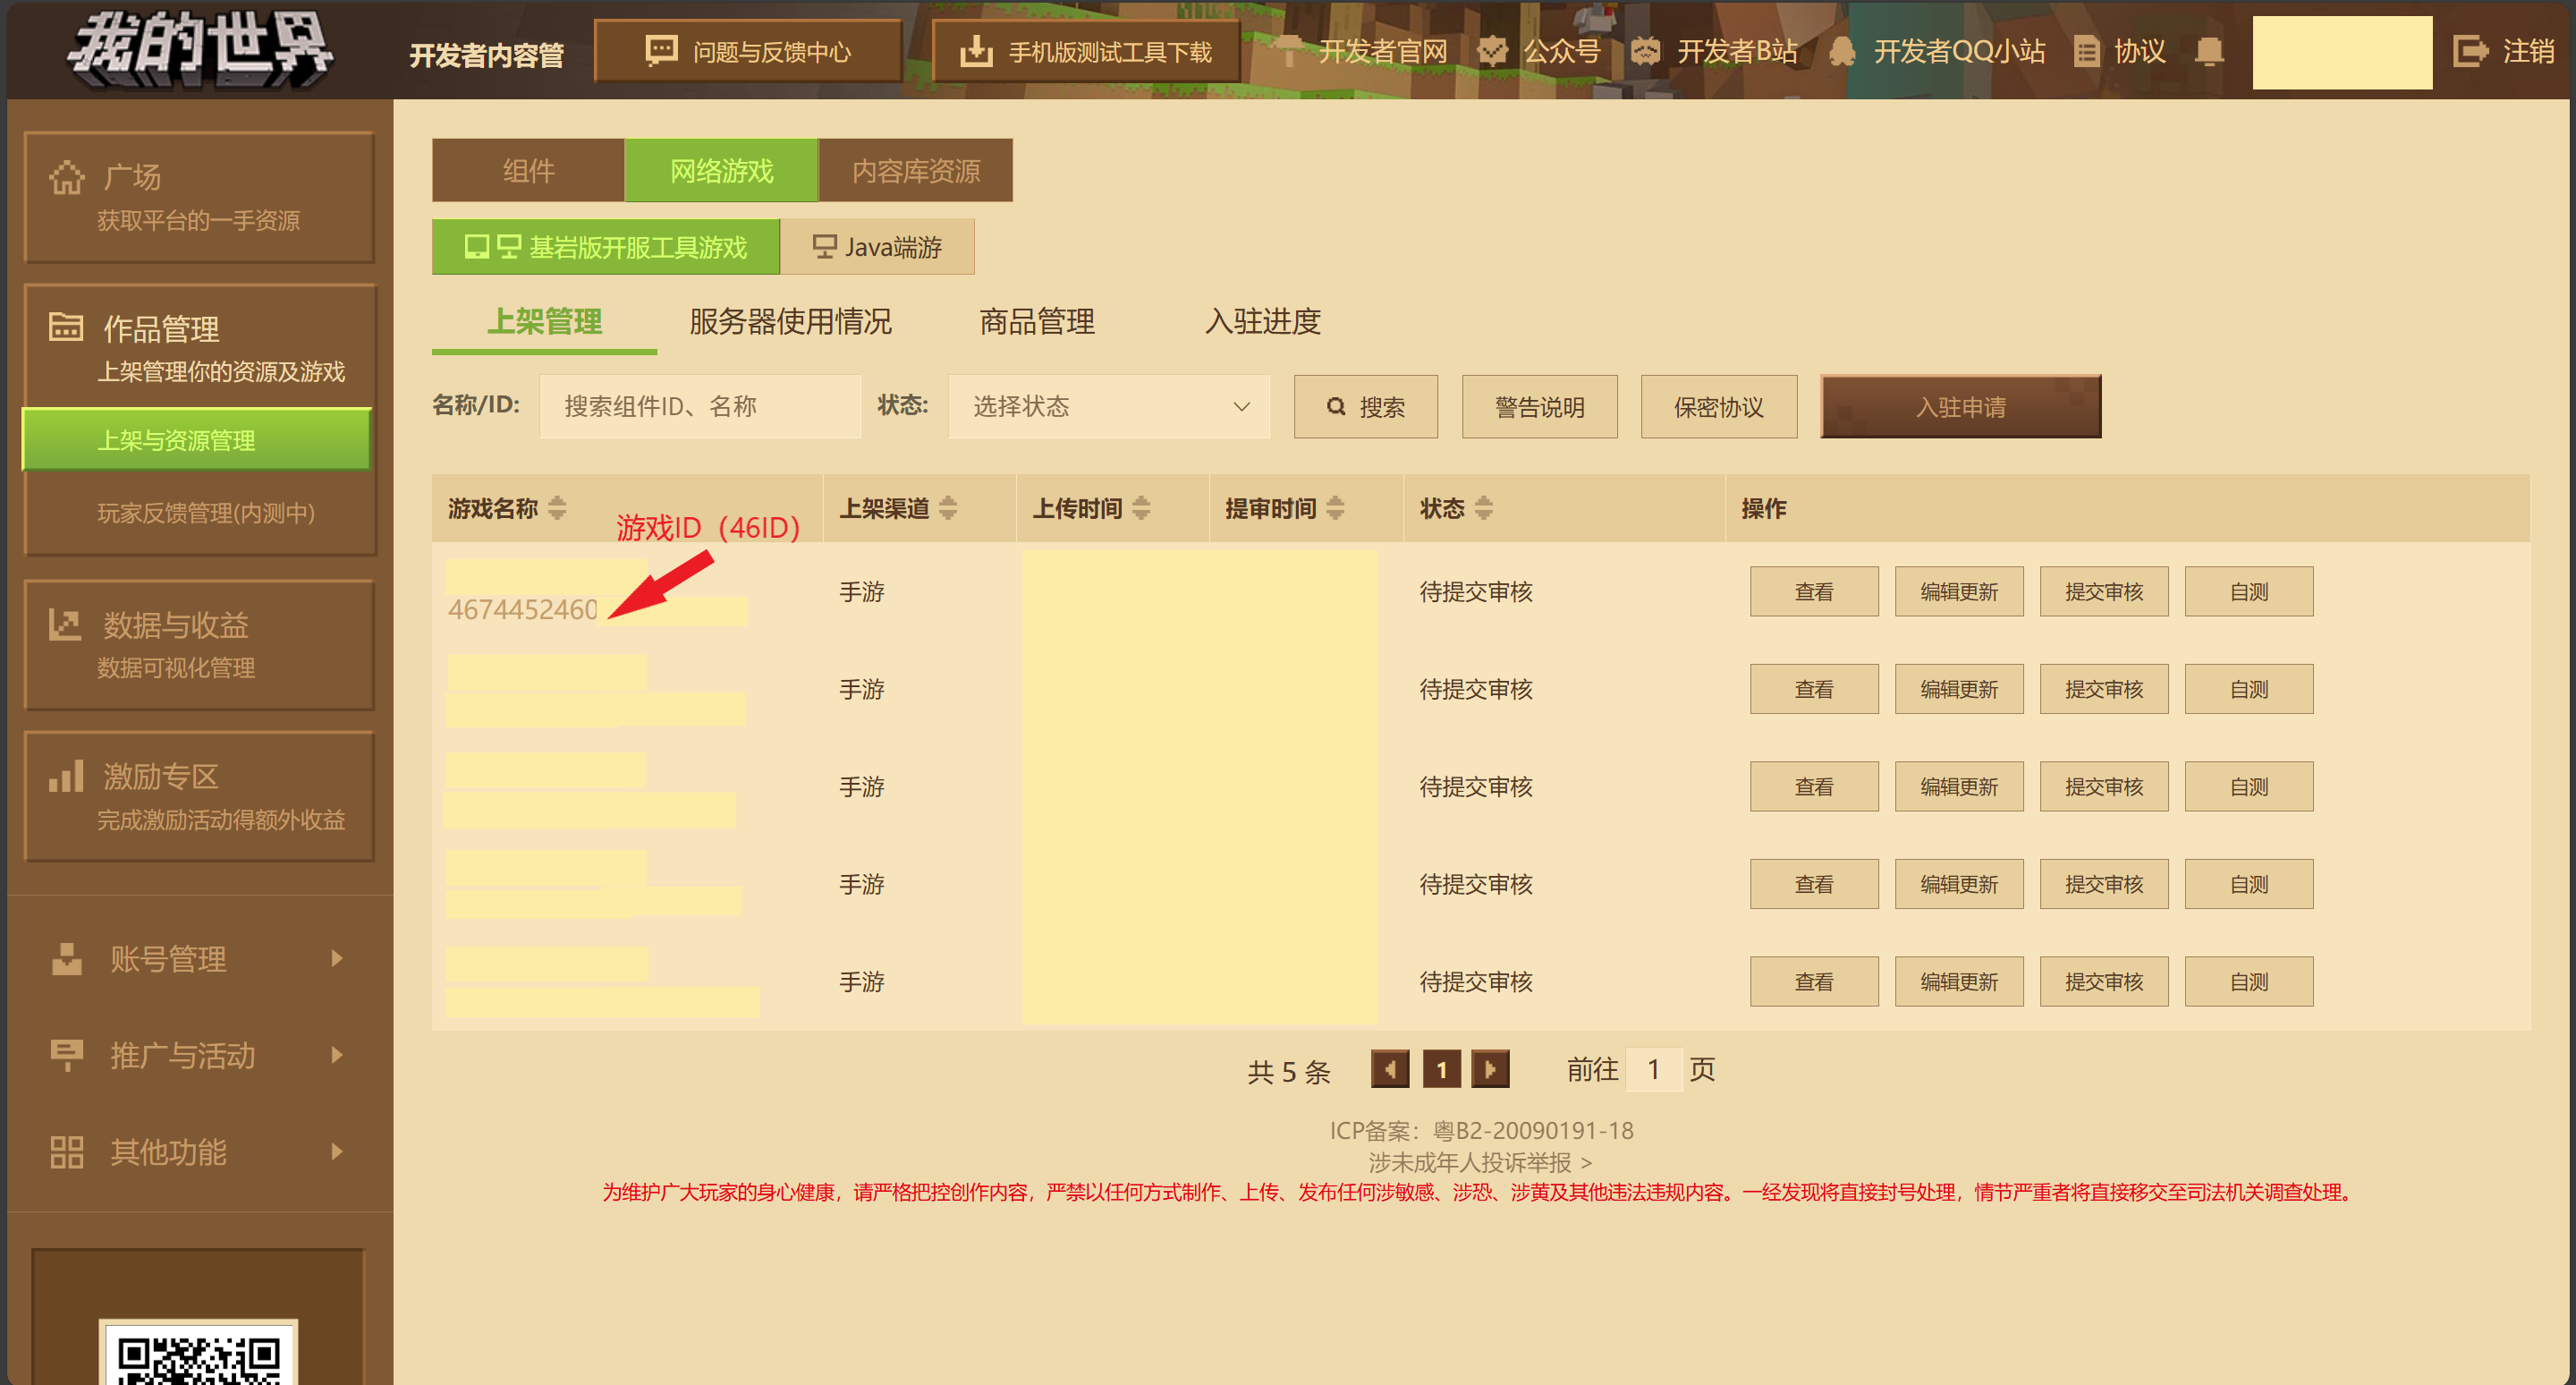 我的世界
开发者内容管
问题与反馈中心
手机版测试工具下载
开发者官网
公众号
开发者B站
开发者QQ小站
协议
注销
广场
获取平台的一手资源
作品管理
上架管理你的资源及游戏
上架与资源管理
玩家反馈管理(内测中)
数据与收益
数据可视化管理
激励专区
完成激励活动得额外收益
账号管理
推广与活动
其他功能
组件 网络游戏 内容库资源
基岩版开服工具游戏 Java端游
上架管理 服务器使用情况 商品管理 入驻进度
名称/ID: 搜索组件ID、名称 状态: 选择状态 搜索 警告说明 保密协议 入驻申请
游戏名称 上架渠道 上传时间 提审时间 状态 操作
游戏ID（46ID）
4674452460
手游 待提交审核 查看 编辑更新 提交审核 自测
手游 待提交审核 查看 编辑更新 提交审核 自测
手游 待提交审核 查看 编辑更新 提交审核 自测
手游 待提交审核 查看 编辑更新 提交审核 自测
手游 待提交审核 查看 编辑更新 提交审核 自测
共 5 条 1 前往 1 页
ICP备案：粤B2-20090191-18
涉未成年人投诉举报 >
为维护广大玩家的身心健康，请严格把控创作内容，严禁以任何方式制作、上传、发布任何涉敏感、涉恐、涉黄及其他违法违规内容。一经发现将直接封号处理，情节严重者将直接移交至司法机关调查处理。